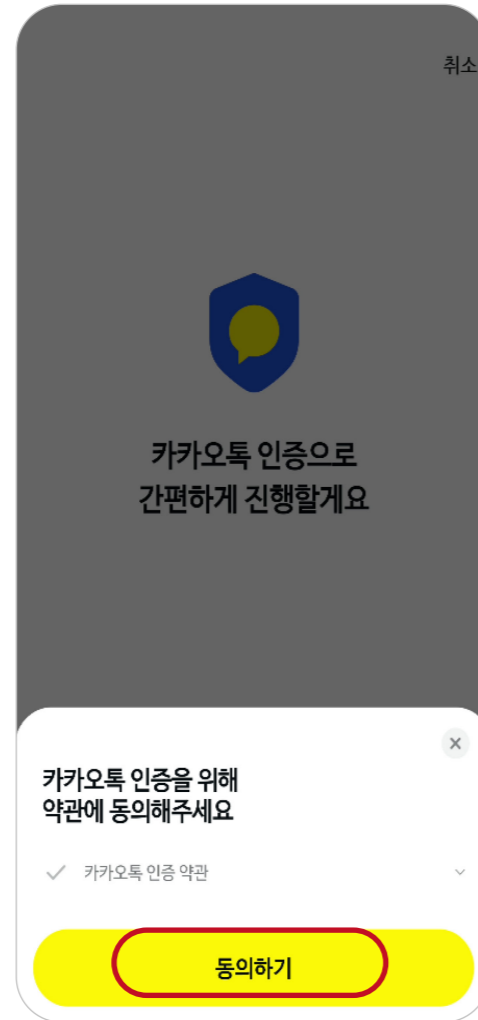 취소
카카오톡 인증으로
간편하게 진행할게요
카카오톡 인증을 위해
약관에 동의해주세요
카카오톡 인증 약관
동의하기